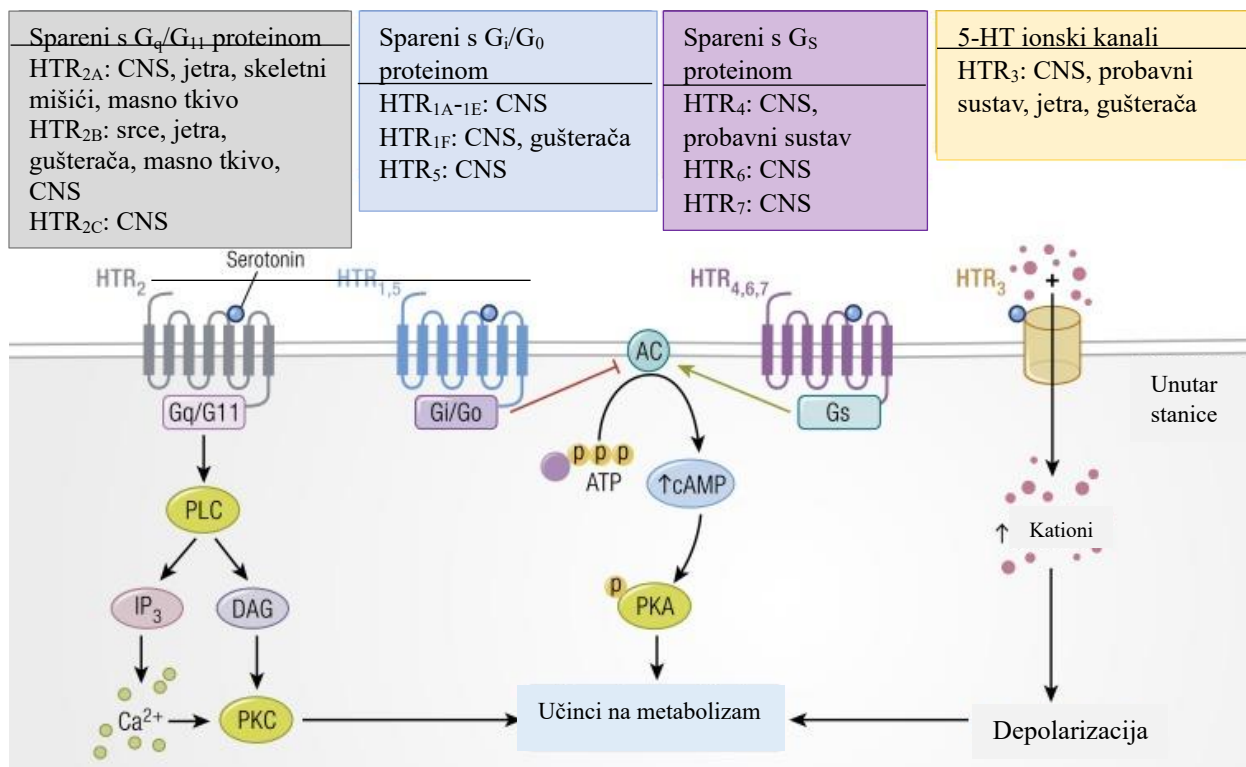 Spareni s Gq/G11 proteinom
HTR2A: CNS, jetra, skeletni
mišići, masno tkivo
HTR2B: srce, jetra,
gušterača, masno tkivo,
CNS
HTR2C: CNS
Spareni s Gi/G0
proteinom
HTR1A-1E: CNS
HTR1F: CNS, gušterača
HTR5: CNS
Spareni s GS
proteinom
HTR4: CNS,
probavni sustav
HTR6: CNS
HTR7: CNS
5-HT ionski kanali
HTR3: CNS, probavni
sustav, jetra, gušterača
Serotonin
HTR2
HTR1,5
HTR4,6,7
HTR3
+
AC
Unutar
stanice
Gq/G11
Gi/Go
Gs
p p p
ATP
↑cAMP
PLC
↑ Kationi
IP3
DAG
p
PKA
Ca2+
PKC
Učinci na metabolizam
Depolarizacija